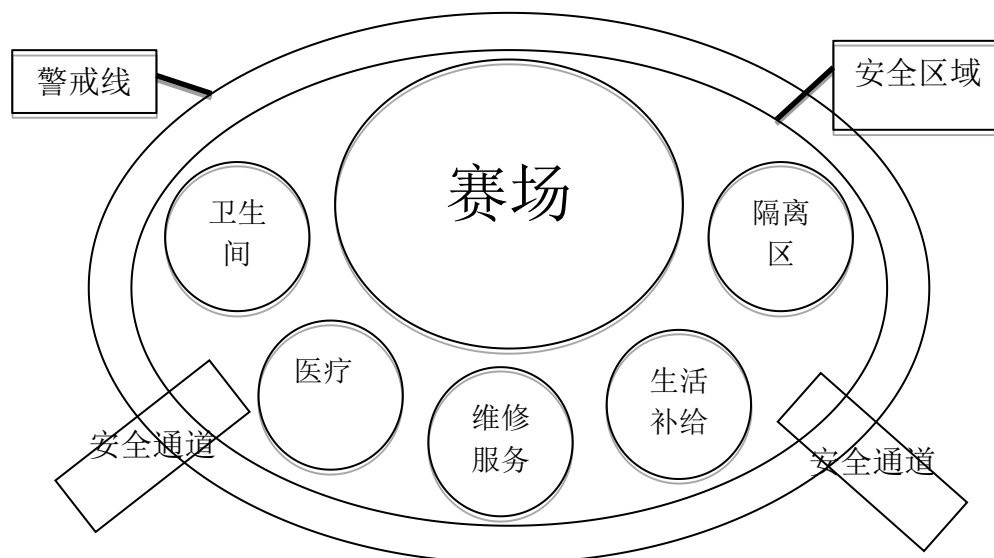 警戒线
安全区域
赛场
卫生
间
隔离
区
医疗
维修
服务
生活
补给
安全通道
安全通道